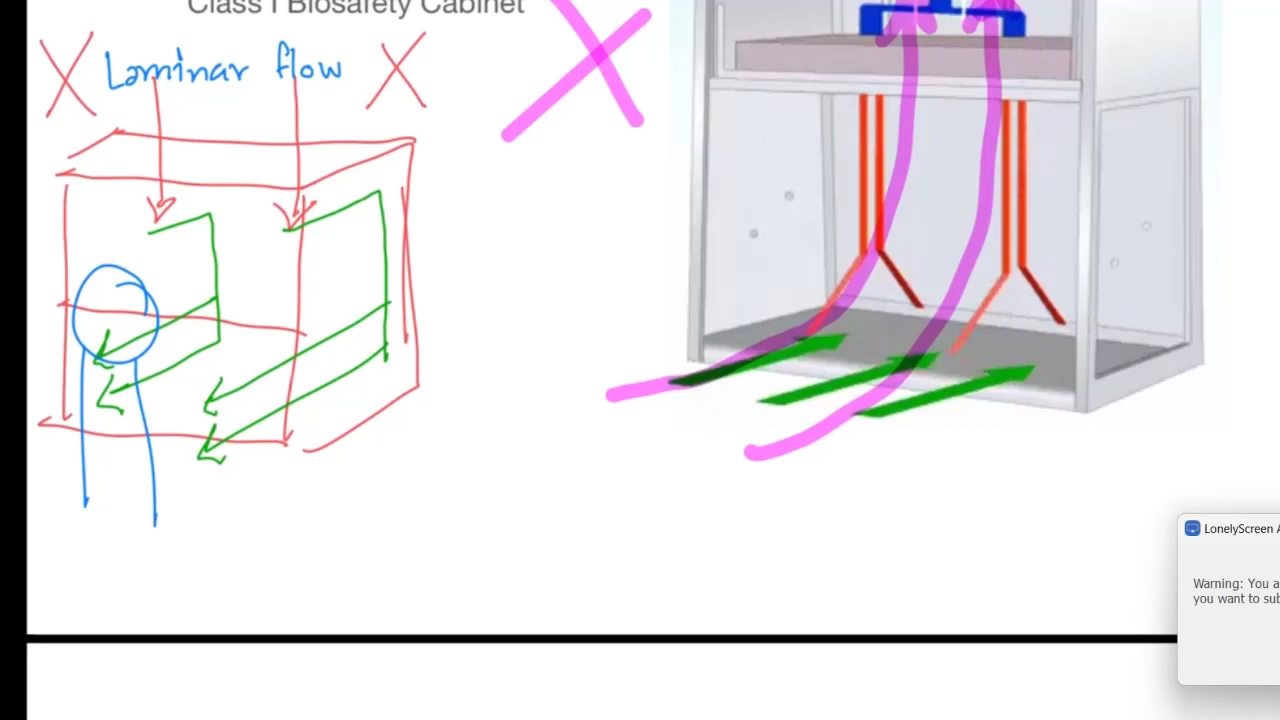 Class I Biosafety Cabinet
X Laminar flow X
LonelyScreen A
Warning: You a
you want to sub